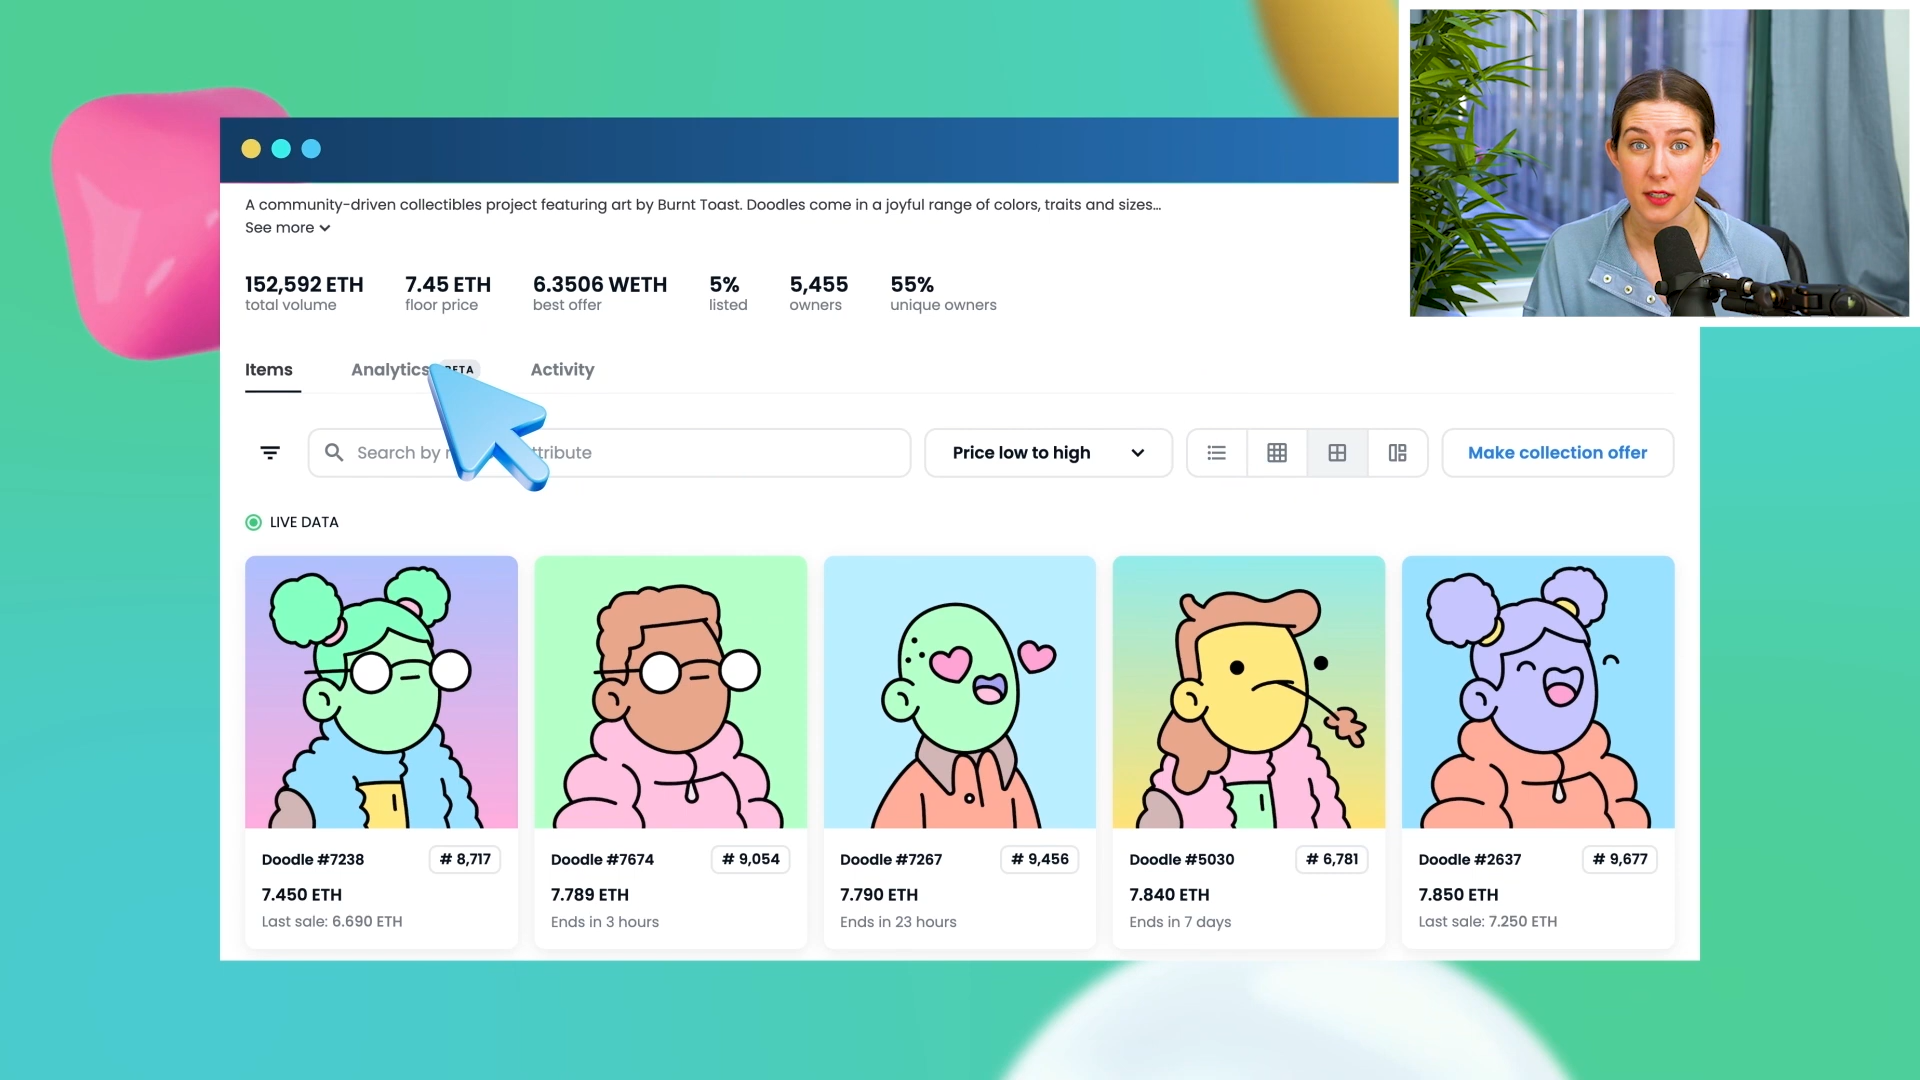 A community-driven collectibles project featuring art by Burnt Toast. Doodles come in a joyful range of colors, traits and sizes...
See more
152,592 ETH 7.45 ETH 6.3506 WETH 5% 5,455 55%
total volume floor price best offer listed owners unique owners
Items Analytics Activity
Search by ttribute Price low to high Make collection offer
LIVE DATA
Doodle #7238 # 8,717 Doodle #7674 # 9,054 Doodle #7267 # 9,456 Doodle #5030 # 6,781 Doodle #2637 # 9,677
7.450 ETH 7.789 ETH 7.790 ETH 7.840 ETH 7.850 ETH
Last sale: 6.690 ETH Ends in 3 hours Ends in 23 hours Ends in 7 days Last sale: 7.250 ETH